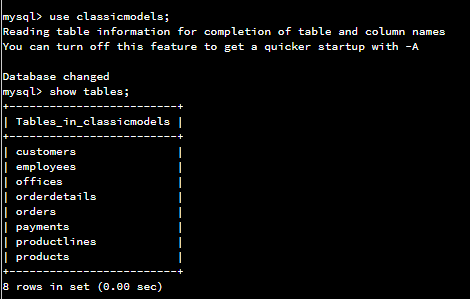 mysql> use classicmodels;
Reading table information for completion of table and column names
You can turn off this feature to get a quicker startup with -A

Database changed
mysql> show tables;
+-------------------------+
| Tables_in_classicmodels |
+-------------------------+
| customers               |
| employees               |
| offices                 |
| orderdetails            |
| orders                  |
| payments                |
| productlines            |
| products                |
+-------------------------+
8 rows in set (0.00 sec)